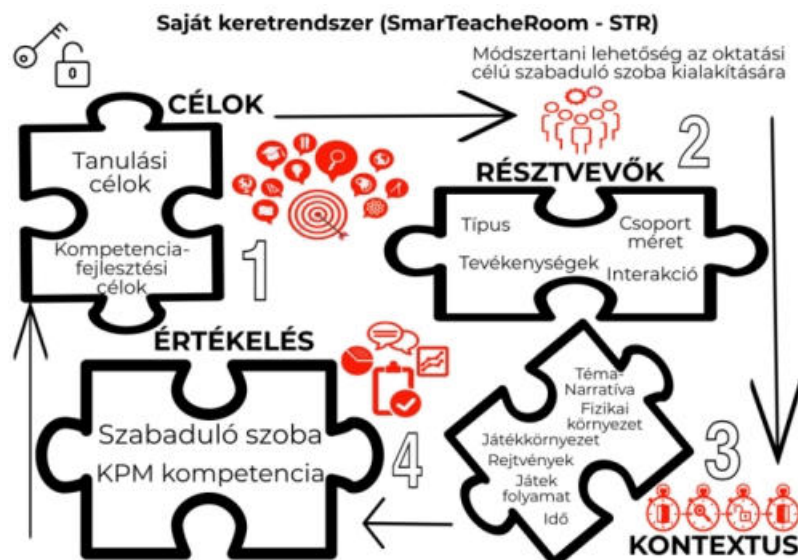 Saját keretrendszer (SmarTeacheRoom - STR)
Módszertani lehetőség az oktatási
célú szabaduló szoba kialakítására
CÉLOK
Tanulási
célok
Kompetencia-
fejlesztési
célok
1
2
RÉSZTVEVŐK
Típus
Csoport
méret
Tevékenységek
Interakció
3
Téma-
Narratíva
Fizikai
környezet
Játékkörnyezet
Rejtvények
Játék
folyamat
Idő
KONTEXTUS
ÉRTÉKELÉS
4
Szabaduló szoba
KPM kompetencia